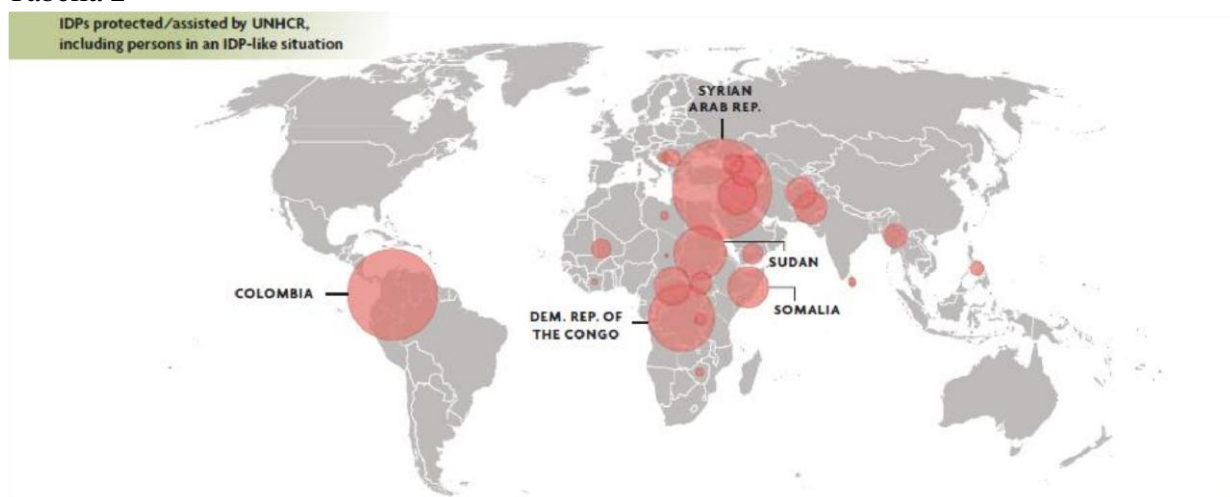 IDPs protected/assisted by UNHCR,
including persons in an IDP-like situation
SYRIAN
ARAB REP.
SUDAN
COLOMBIA
SOMALIA
DEM. REP. OF
THE CONGO